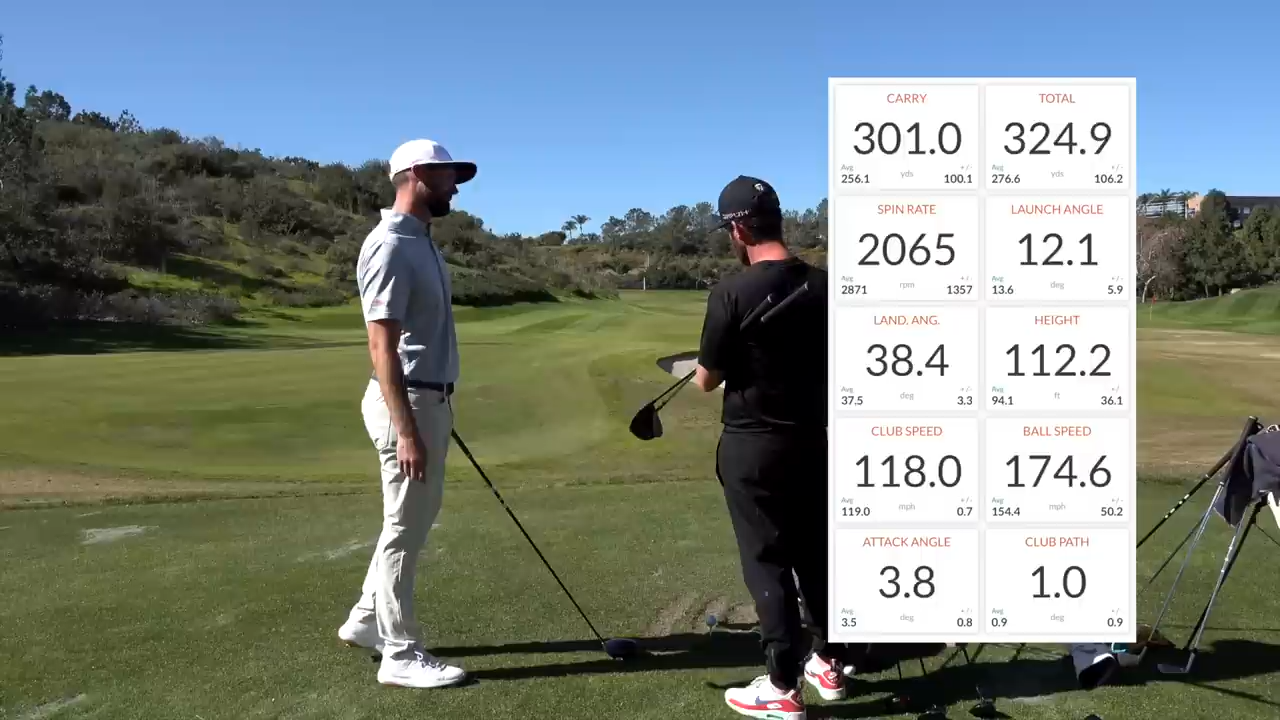 CARRY
301.0
Avg
256.1
yds
+/-
100.1
TOTAL
324.9
Avg
276.6
yds
+/-
106.2
SPIN RATE
2065
Avg
2871
rpm
+/-
1357
LAUNCH ANGLE
12.1
Avg
13.6
deg
+/-
5.9
LAND. ANG.
38.4
Avg
37.5
deg
+/-
3.3
HEIGHT
112.2
Avg
94.1
ft
+/-
36.1
CLUB SPEED
118.0
Avg
119.0
mph
+/-
0.7
BALL SPEED
174.6
Avg
154.4
mph
+/-
50.2
ATTACK ANGLE
3.8
Avg
3.5
deg
+/-
0.8
CLUB PATH
1.0
Avg
0.9
deg
+/-
0.9